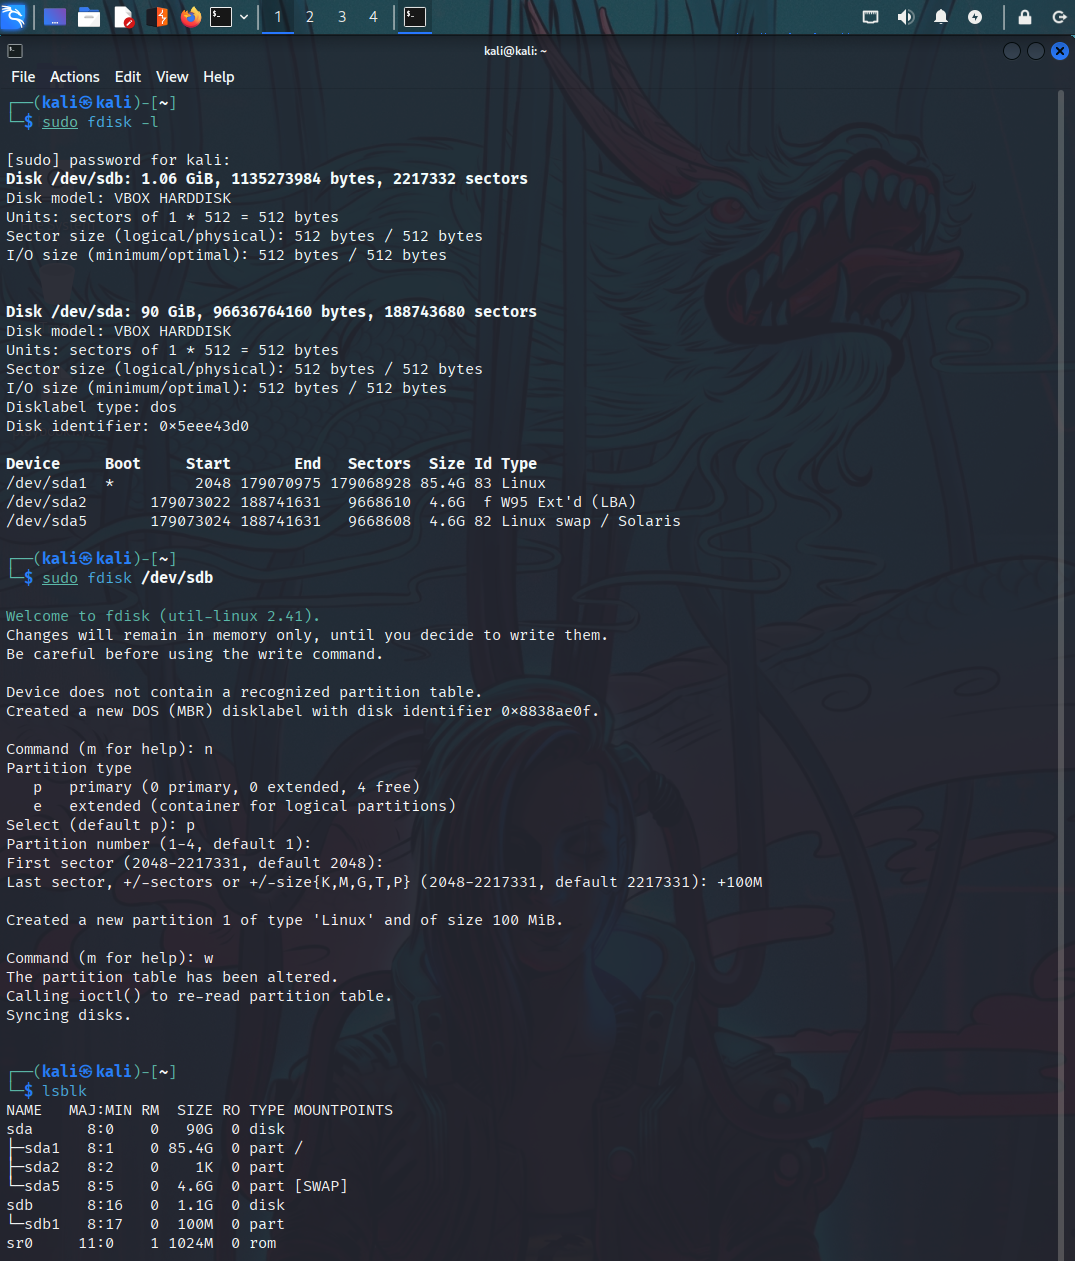 1 2 3 4
kali@kali: ~
File Actions Edit View Help
┌──(kali㉿kali)-[~]
└─$ sudo fdisk -l
[sudo] password for kali:
Disk /dev/sdb: 1.06 GiB, 1135273984 bytes, 2217332 sectors
Disk model: VBOX HARDDISK
Units: sectors of 1 * 512 = 512 bytes
Sector size (logical/physical): 512 bytes / 512 bytes
I/O size (minimum/optimal): 512 bytes / 512 bytes
Disk /dev/sda: 90 GiB, 96636764160 bytes, 188743680 sectors
Disk model: VBOX HARDDISK
Units: sectors of 1 * 512 = 512 bytes
Sector size (logical/physical): 512 bytes / 512 bytes
I/O size (minimum/optimal): 512 bytes / 512 bytes
Disklabel type: dos
Disk identifier: 0×5eee43d0
Device     Boot     Start       End   Sectors  Size Id Type
/dev/sda1  *         2048 179070975 179068928 85.4G 83 Linux
/dev/sda2       179073022 188741631   9668610  4.6G  f W95 Ext'd (LBA)
/dev/sda5       179073024 188741631   9668608  4.6G 82 Linux swap / Solaris
┌──(kali㉿kali)-[~]
└─$ sudo fdisk /dev/sdb
Welcome to fdisk (util-linux 2.41).
Changes will remain in memory only, until you decide to write them.
Be careful before using the write command.
Device does not contain a recognized partition table.
Created a new DOS (MBR) disklabel with disk identifier 0×8838ae0f.
Command (m for help): n
Partition type
   p   primary (0 primary, 0 extended, 4 free)
   e   extended (container for logical partitions)
Select (default p): p
Partition number (1-4, default 1):
First sector (2048-2217331, default 2048):
Last sector, +/-sectors or +/-size{K,M,G,T,P} (2048-2217331, default 2217331): +100M
Created a new partition 1 of type 'Linux' and of size 100 MiB.
Command (m for help): w
The partition table has been altered.
Calling ioctl() to re-read partition table.
Syncing disks.
┌──(kali㉿kali)-[~]
└─$ lsblk
NAME   MAJ:MIN RM  SIZE RO TYPE MOUNTPOINTS
sda      8:0    0   90G  0 disk
├─sda1   8:1    0 85.4G  0 part /
├─sda2   8:2    0    1K  0 part
└─sda5   8:5    0  4.6G  0 part [SWAP]
sdb      8:16   0  1.1G  0 disk
└─sdb1   8:17   0  100M  0 part
sr0     11:0    1 1024M  0 rom